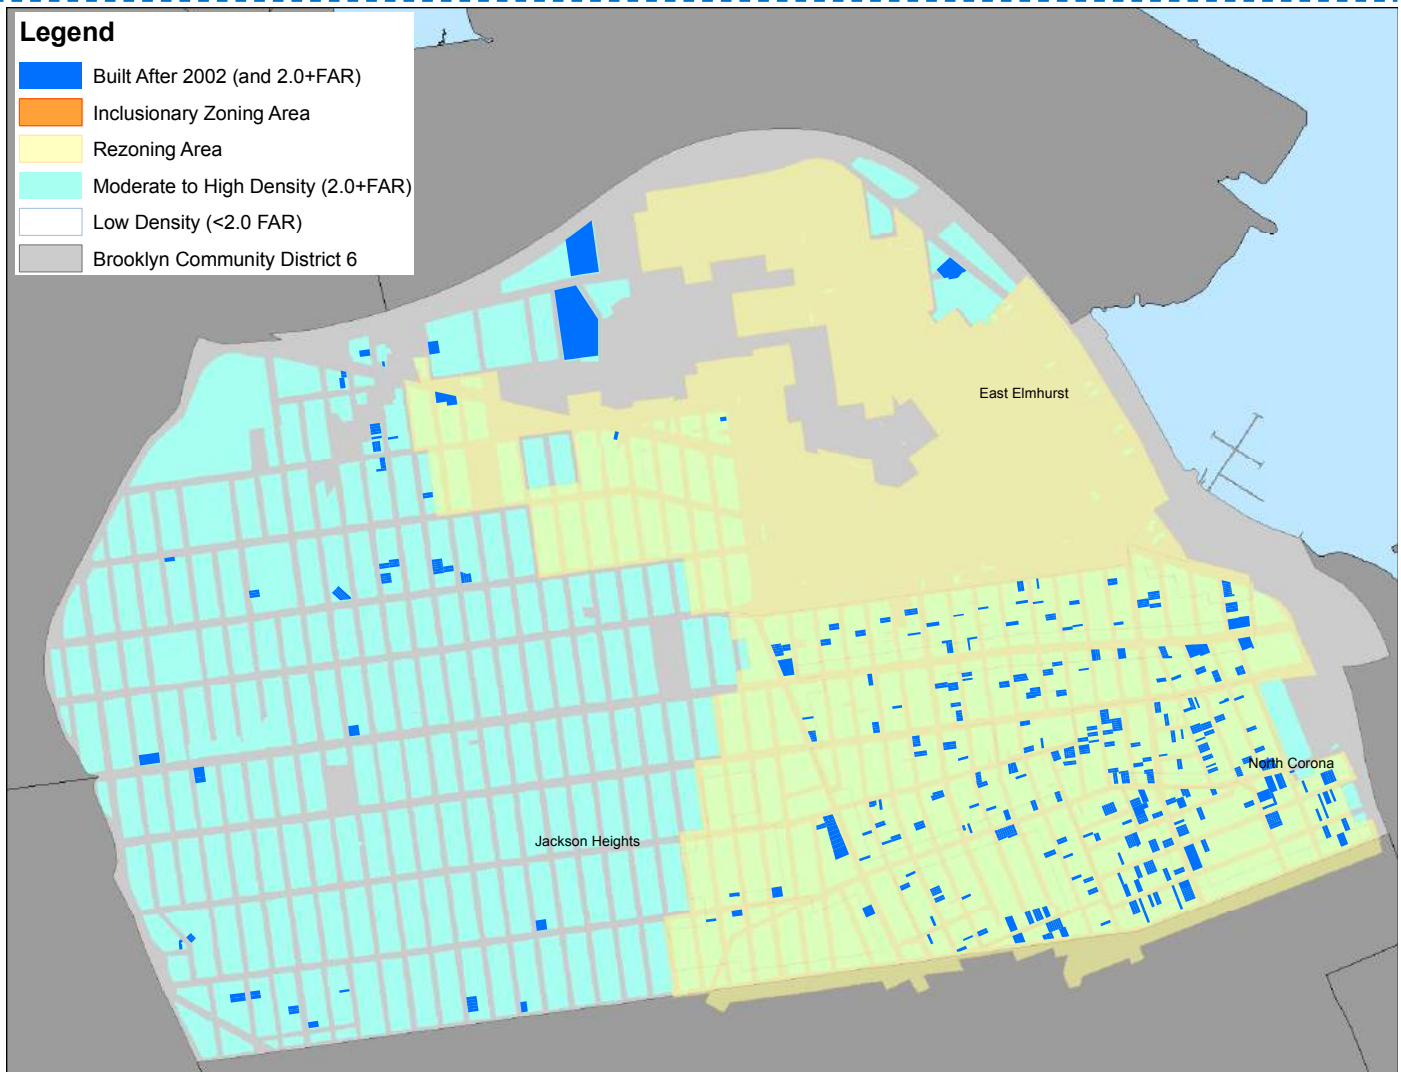 Legend
Built After 2002 (and 2.0+FAR)
Inclusionary Zoning Area
Rezoning Area
Moderate to High Density (2.0+FAR)
Low Density (<2.0 FAR)
Brooklyn Community District 6
East Elmhurst
North Corona
Jackson Heights